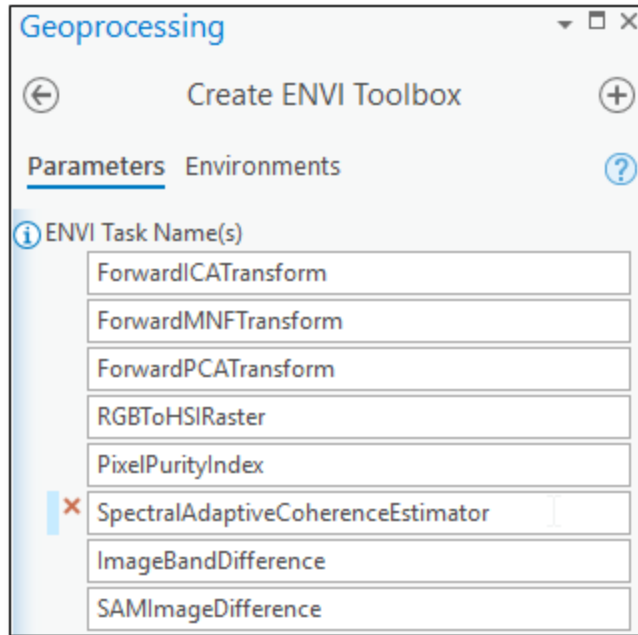 Geoprocessing
Create ENVI Toolbox
Parameters Environments
ENVI Task Name(s)
ForwardICATransform
ForwardMNFTransform
ForwardPCATransform
RGBToHSIRaster
PixelPurityIndex
SpectralAdaptiveCoherenceEstimator
ImageBandDifference
SAMImageDifference